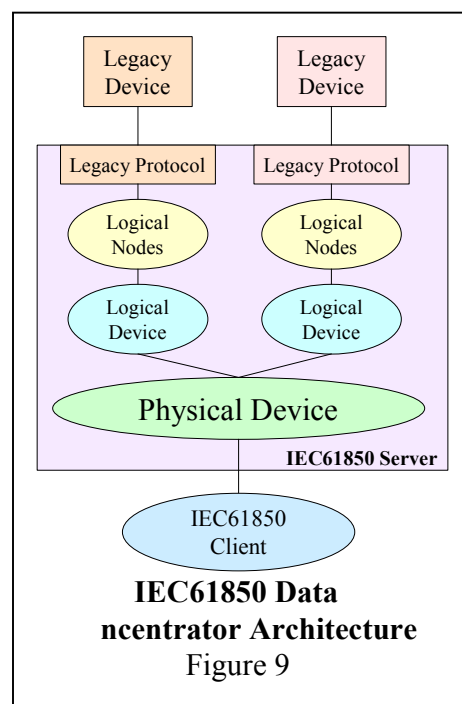 Legacy Device
Legacy Device
Legacy Protocol
Legacy Protocol
Logical Nodes
Logical Nodes
Logical Device
Logical Device
Physical Device
IEC61850 Server
IEC61850
Client
IEC61850 Data
ncentrator Architecture
Figure 9